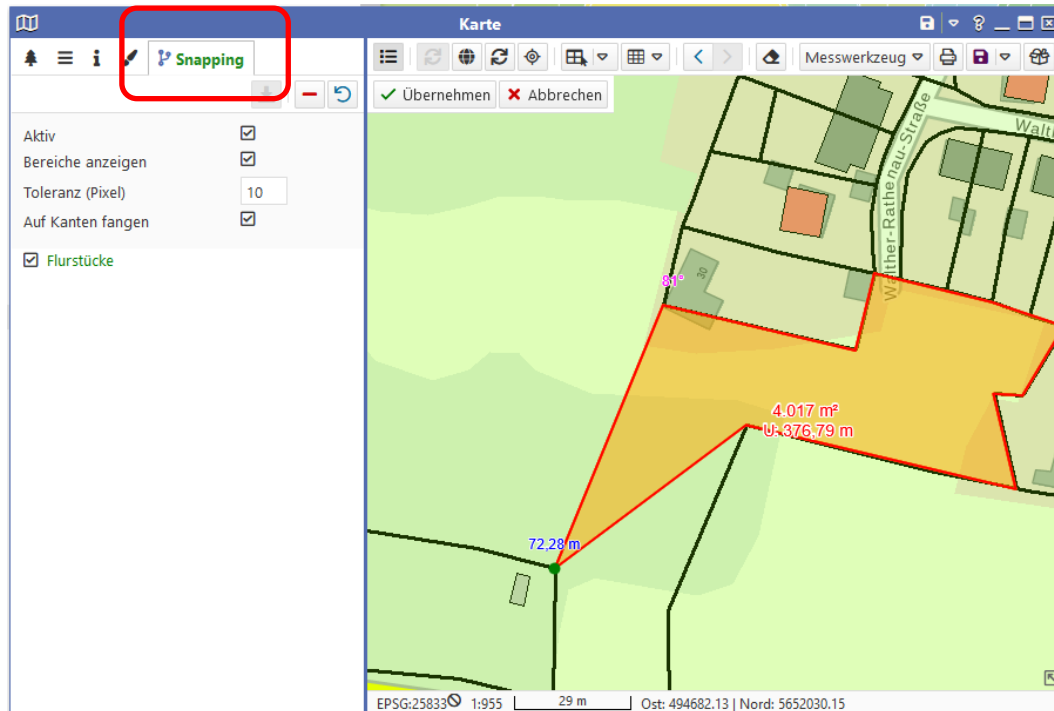 Karte
Snapping
Messwerkzeug
Übernehmen
Abbrechen
Aktiv
Bereiche anzeigen
Toleranz (Pixel) 10
Auf Kanten fangen
Flurstücke
Walther-Rathenau-Straße
Walth
30
81°
4.017 m²
U: 376,79 m
72,28 m
EPSG:25833 1:955 29 m Ost: 494682.13 | Nord: 5652030.15